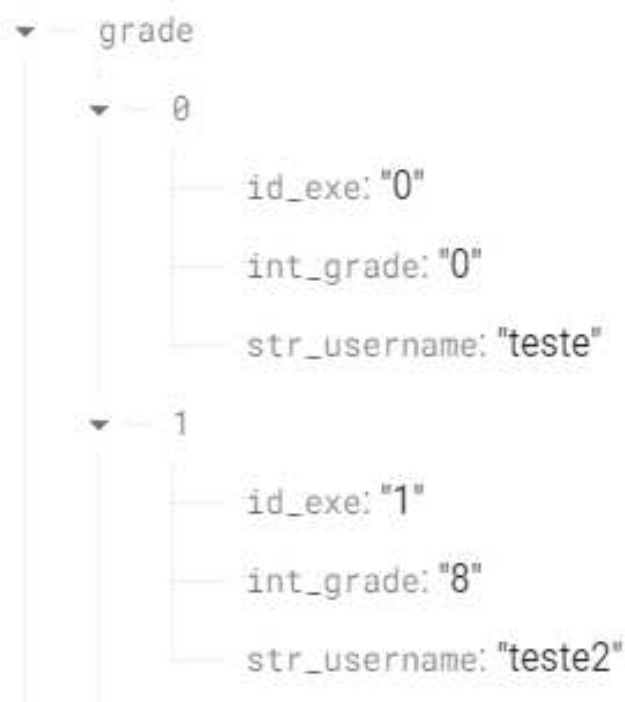 grade
0
id_exe: "0"
int_grade: "0"
str_username: "teste"
1
id_exe: "1"
int_grade: "8"
str_username: "teste2"